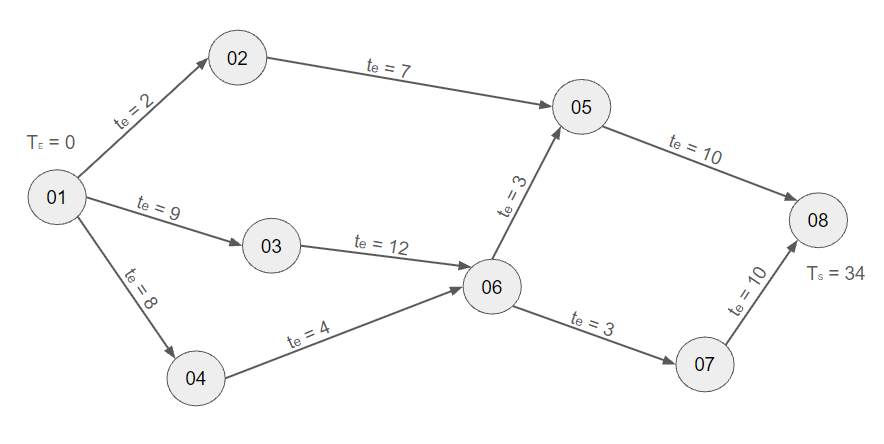 02
tₑ = 7
05
tₑ = 2
Tᴇ = 0
tₑ = 10
01
tₑ = 9
tₑ = 3
08
03
tₑ = 12
Tₛ = 34
tₑ = 8
06
tₑ = 10
tₑ = 4
tₑ = 3
04
07